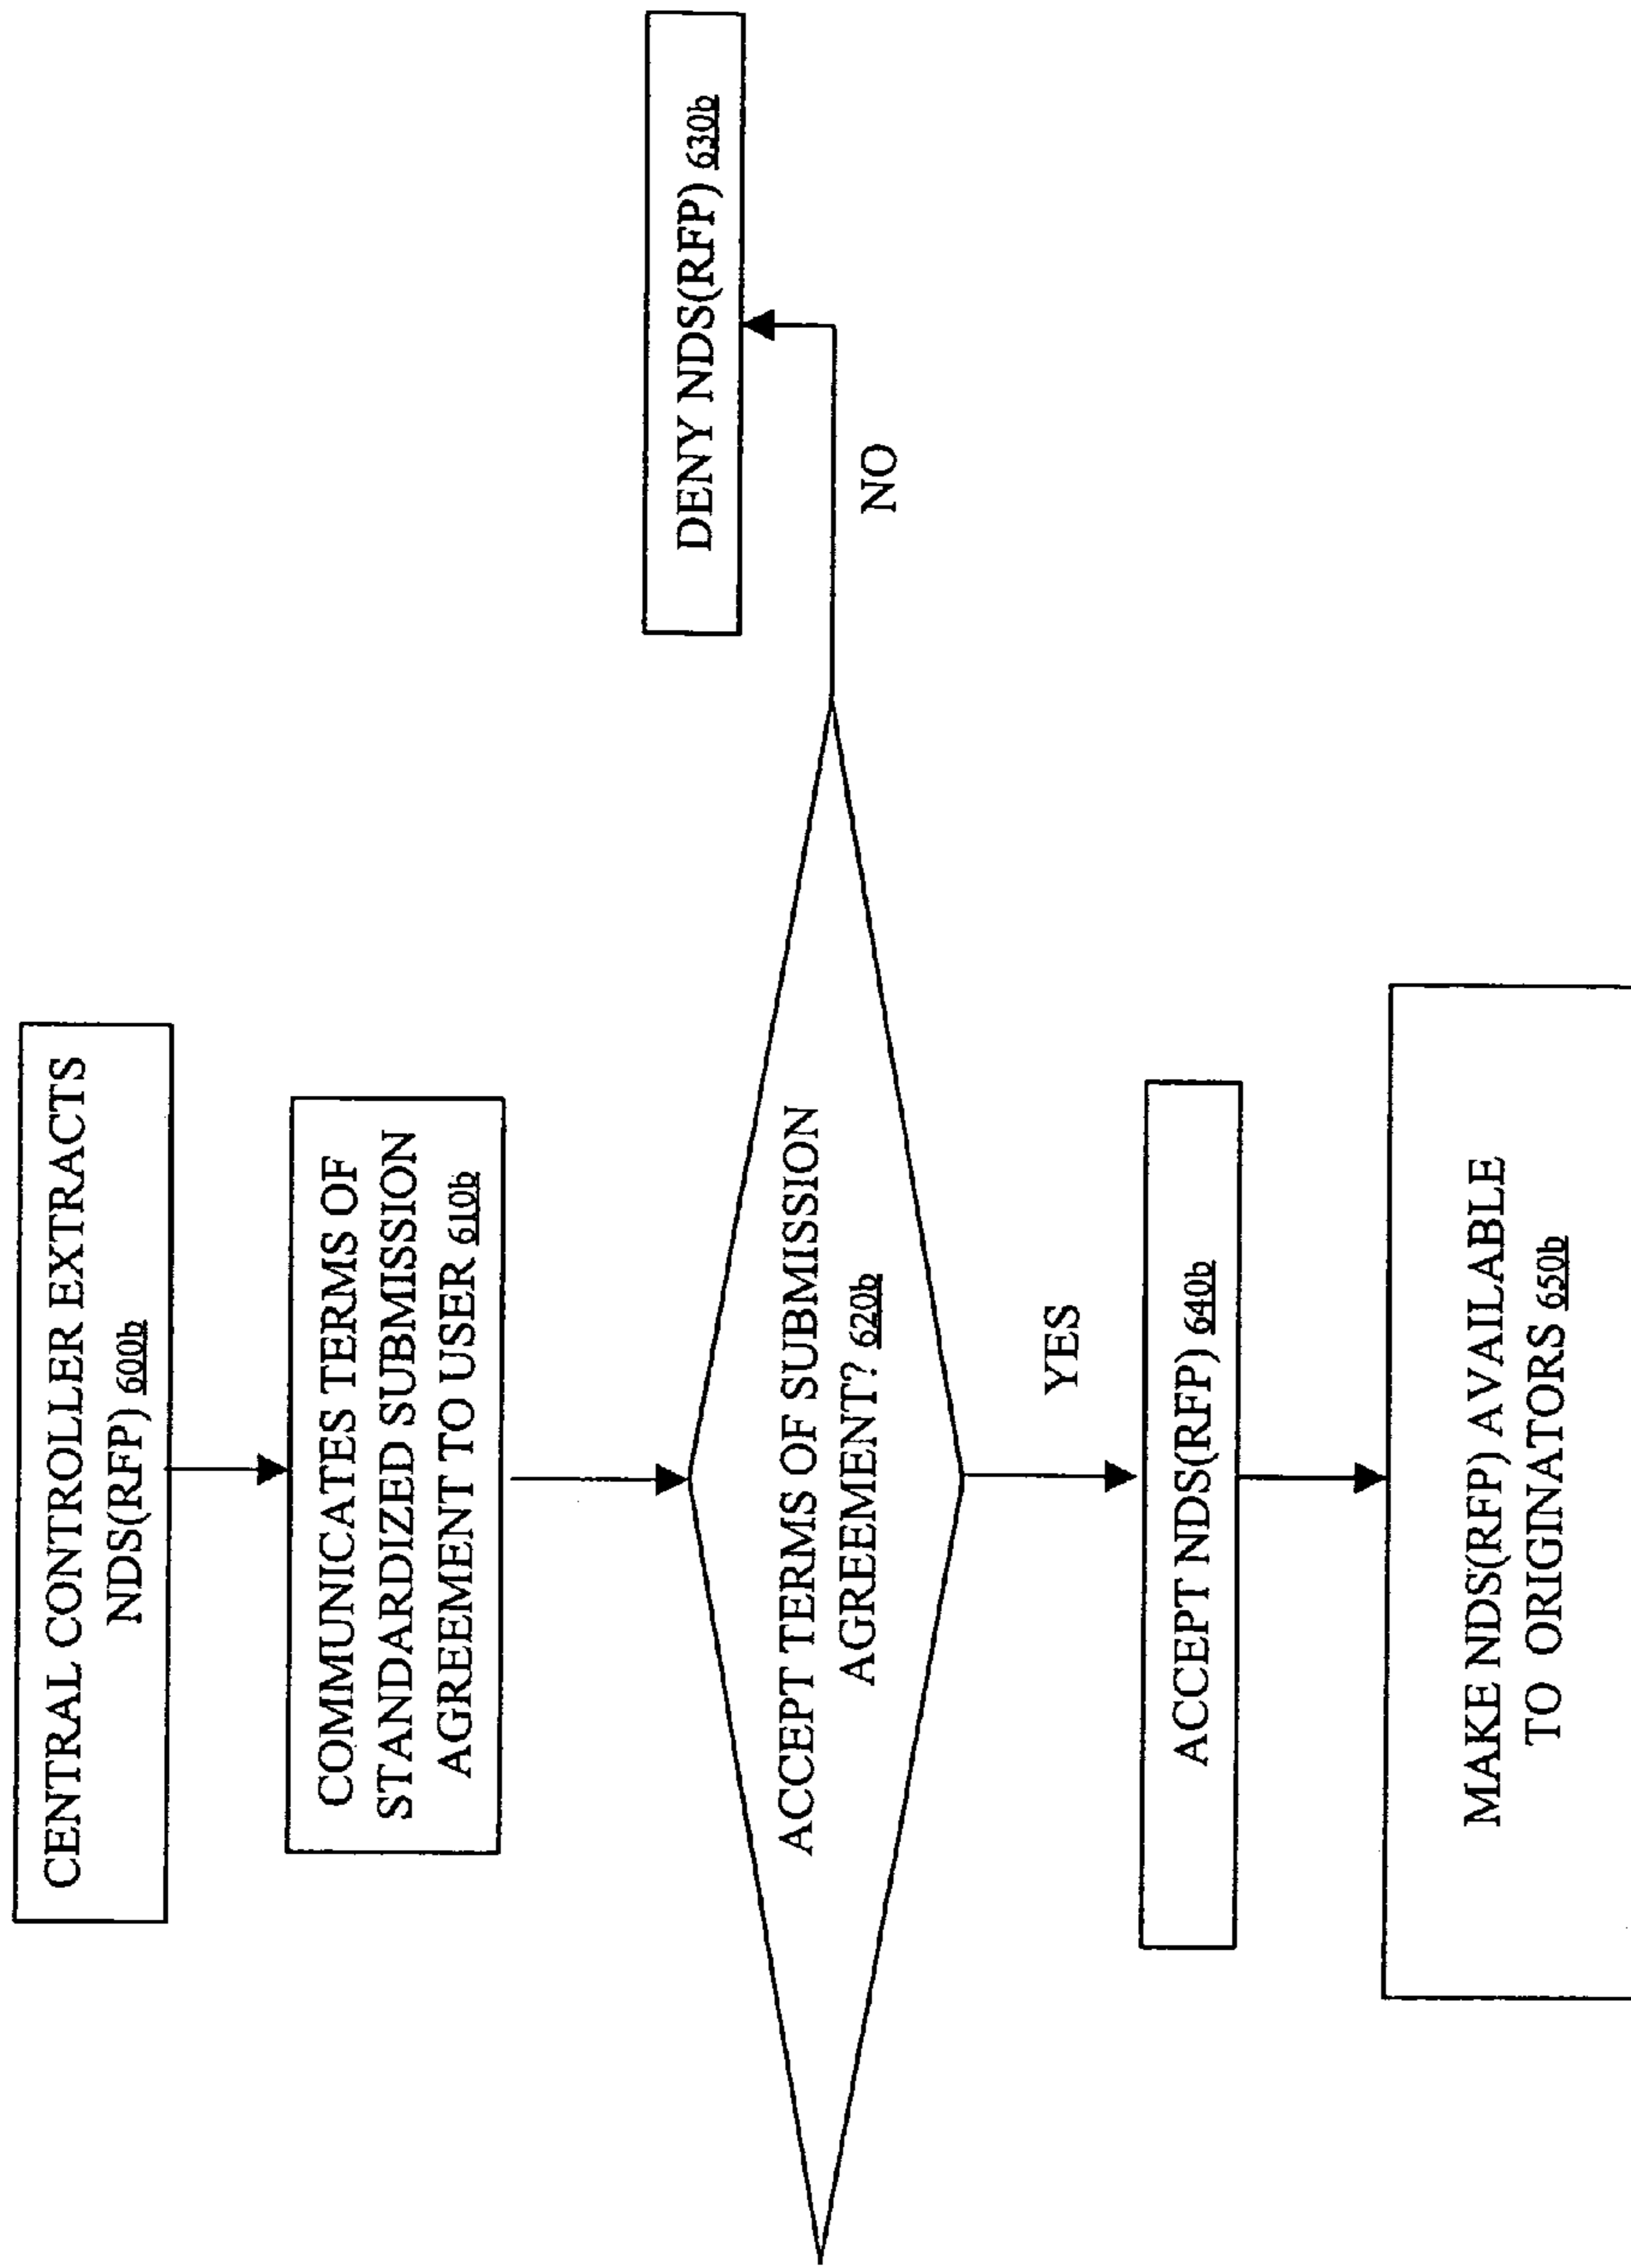 CENTRAL CONTROLLER EXTRACTS
NDS(RFP) 600b
COMMUNICATES TERMS OF
STANDARDIZED SUBMISSION
AGREEMENT TO USER 610b
ACCEPT TERMS OF SUBMISSION
AGREEMENT? 620b
NO
DENY NDS(RFP) 630b
YES
ACCEPT NDS(RFP) 640b
MAKE NDS(RFP) AVAILABLE
TO ORIGINATORS 650b